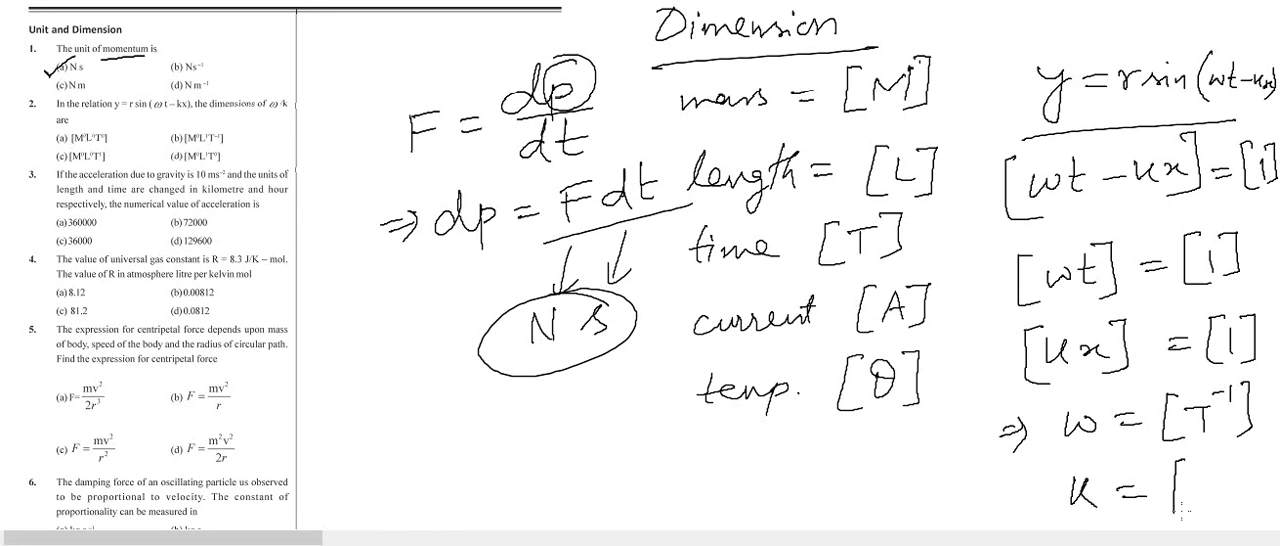 Unit and Dimension
1. The unit of momentum is
(a) N s (b) Ns⁻¹
(c) N m (d) N m⁻¹
2. In the relation y = r sin ( ω t – kx), the dimensions of ω /k
are
(a) [M⁰L⁰T⁰] (b) [M⁰L¹T⁻¹]
(c) [M⁰L⁰T¹] (d) [M⁰L¹T⁰]
3. If the acceleration due to gravity is 10 ms⁻² and the units of
length and time are changed in kilometre and hour
respectively, the numerical value of acceleration is
(a) 360000 (b) 72000
(c) 36000 (d) 129600
4. The value of universal gas constant is R = 8.3 J/K – mol.
The value of R in atmosphere litre per kelvin mol
(a) 8.12 (b) 0.00812
(c) 81.2 (d) 0.0812
5. The expression for centripetal force depends upon mass
of body, speed of the body and the radius of circular path.
Find the expression for centripetal force
(a) F= mv²/2r³ (b) F = mv²/r
(c) F = mv²/r² (d) F = m²v²/2r
6. The damping force of an oscillating particle us observed
to be proportional to velocity. The constant of
proportionality can be measured in
F = dp/dt
⇒ dp = F dt
N s
Dimension
mass = [M]
length = [L]
time [T]
current [A]
temp. [θ]
y = r sin (wt - kx)
[wt - kx] = [1]
[wt] = [1]
[kx] = [1]
⇒ w = [T⁻¹]
k = [